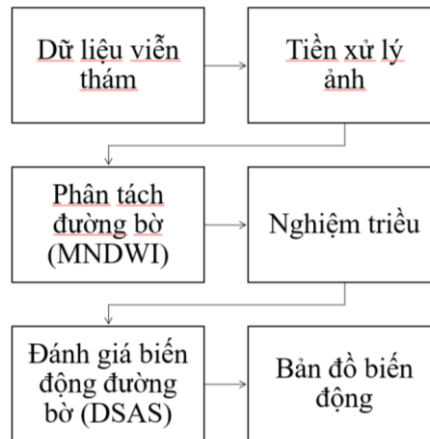 Dữ liệu viễn
thám
Tiền xử lý
ảnh
Phân tách
đường bờ
(MNDWI)
Nghiệm triều
Đánh giá biến
động đường
bờ (DSAS)
Bản đồ biến
động